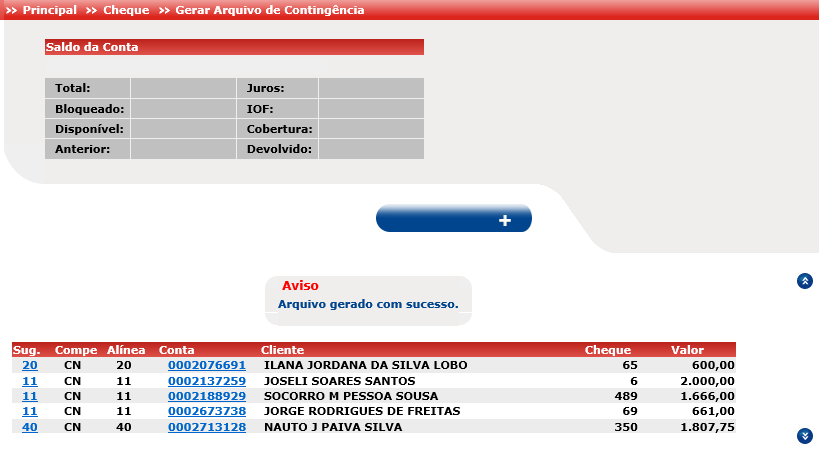 >> Principal >> Cheque >> Gerar Arquivo de Contingência
Saldo da Conta
Total: Juros:
Bloqueado: IOF:
Disponível: Cobertura:
Anterior: Devolvido:
+
Aviso
Arquivo gerado com sucesso.
Sug. Compe Alínea Conta Cliente Cheque Valor
20 CN 20 0002076691 ILANA JORDANA DA SILVA LOBO 65 600,00
11 CN 11 0002137259 JOSELI SOARES SANTOS 6 2.000,00
11 CN 11 0002188929 SOCORRO M PESSOA SOUSA 489 1.666,00
11 CN 11 0002673738 JORGE RODRIGUES DE FREITAS 69 661,00
40 CN 40 0002713128 NAUTO J PAIVA SILVA 350 1.807,75